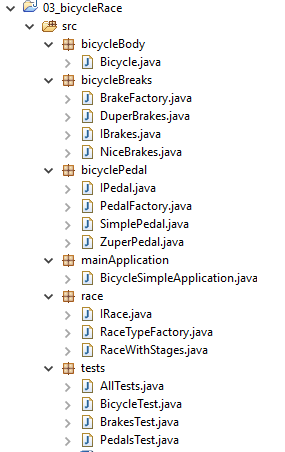 03_bicycleRace
src
bicycleBody
Bicycle.java
bicycleBreaks
BrakeFactory.java
DuperBrakes.java
IBrakes.java
NiceBrakes.java
bicyclePedal
IPedal.java
PedalFactory.java
SimplePedal.java
ZuperPedal.java
mainApplication
BicycleSimpleApplication.java
race
IRace.java
RaceTypeFactory.java
RaceWithStages.java
tests
AllTests.java
BicycleTest.java
BrakesTest.java
PedalsTest.java